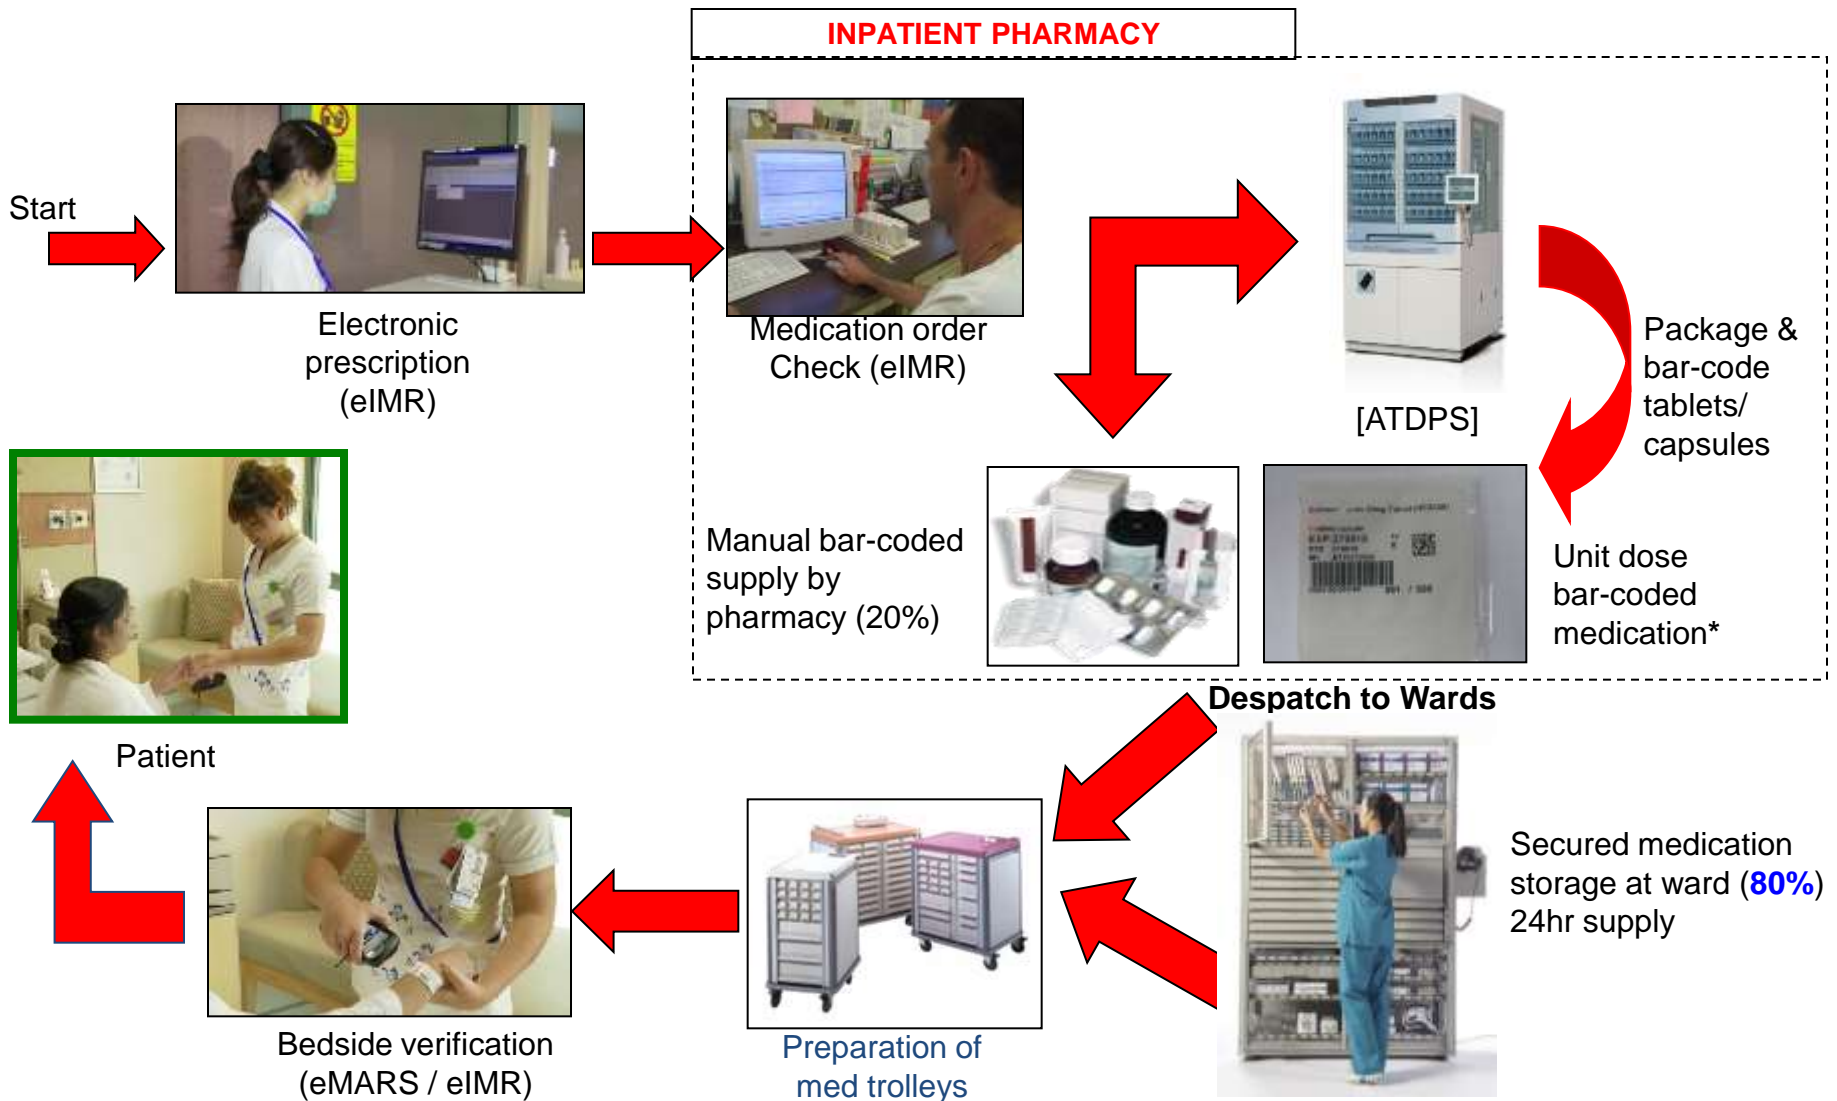 INPATIENT PHARMACY
Start
Electronic
prescription
(eIMR)
Medication order
Check (eIMR)
[ATDPS]
Package &
bar-code
tablets/
capsules
Manual bar-coded
supply by
pharmacy (20%)
Unit dose
bar-coded
medication*
Despatch to Wards
Secured medication
storage at ward (80%)
24hr supply
Preparation of
med trolleys
Bedside verification
(eMARS / eIMR)
Patient